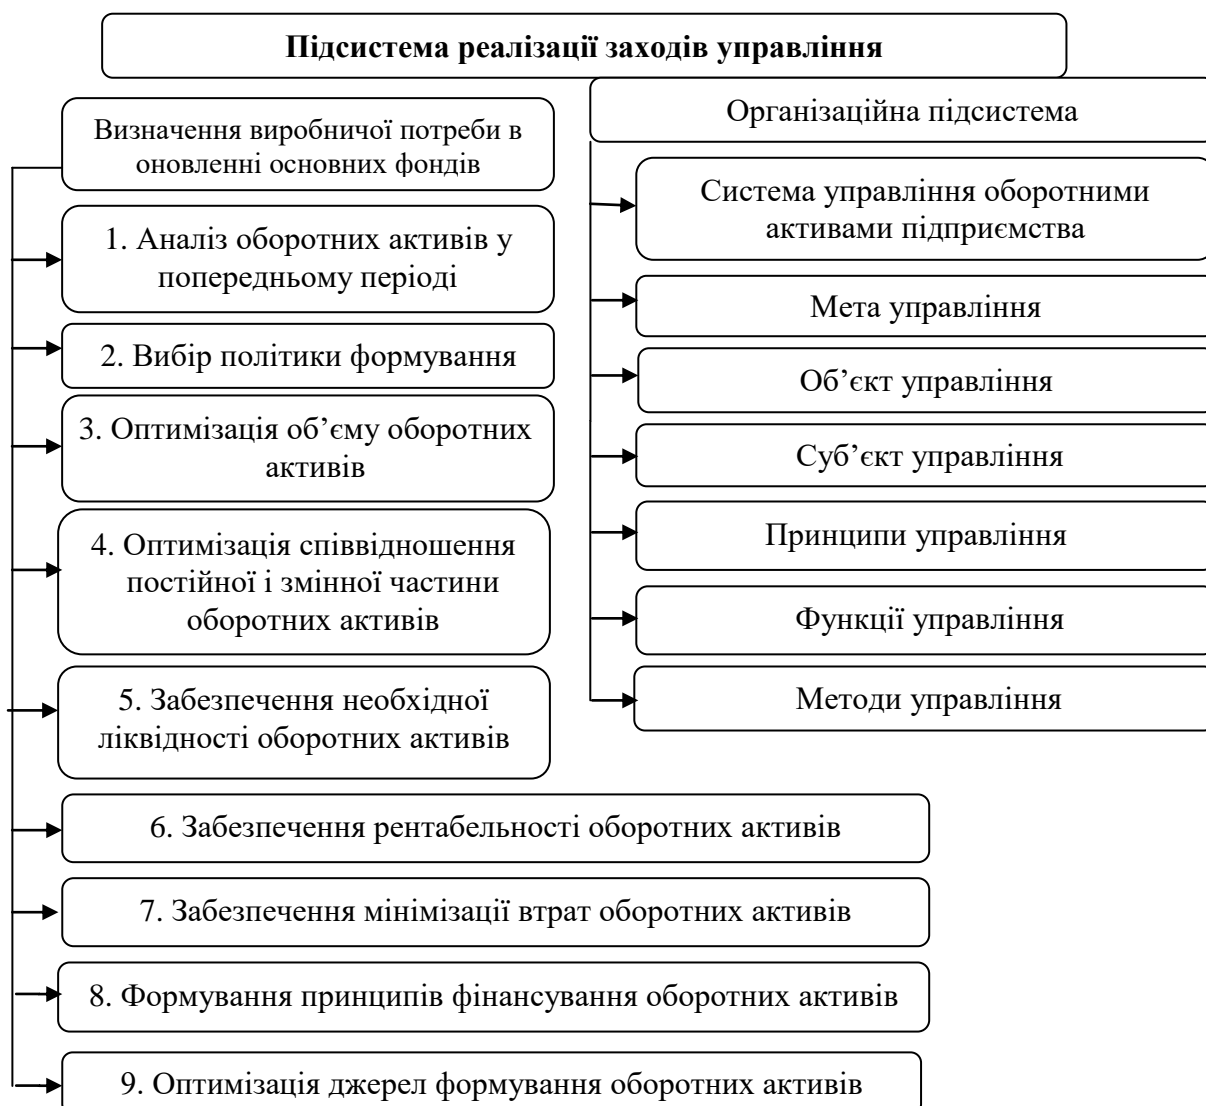 Підсистема реалізації заходів управління
Визначення виробничої потреби в
оновленні основних фондів
1. Аналіз оборотних активів у
попередньому періоді
2. Вибір політики формування
3. Оптимізація об’єму оборотних
активів
4. Оптимізація співвідношення
постійної і змінної частини
оборотних активів
5. Забезпечення необхідної
ліквідності оборотних активів
6. Забезпечення рентабельності оборотних активів
7. Забезпечення мінімізації втрат оборотних активів
8. Формування принципів фінансування оборотних активів
9. Оптимізація джерел формування оборотних активів
Організаційна підсистема
Система управління оборотними
активами підприємства
Мета управління
Об’єкт управління
Суб’єкт управління
Принципи управління
Функції управління
Методи управління